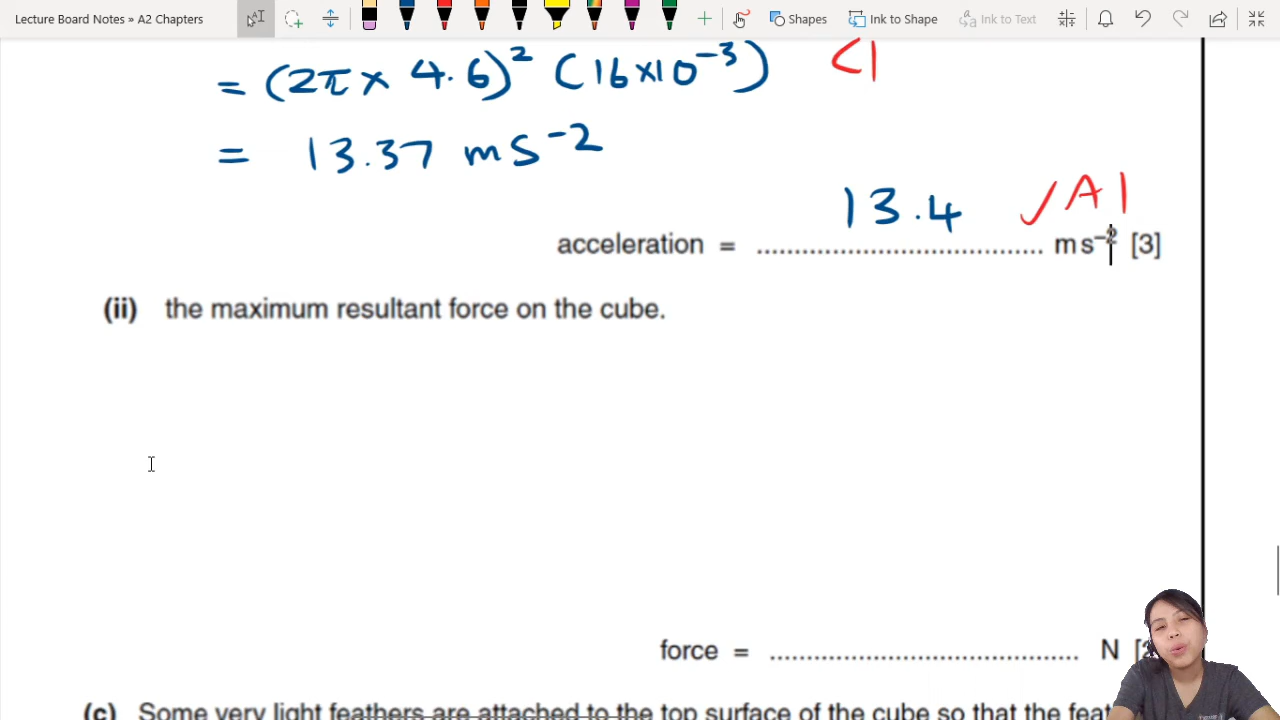 Lecture Board Notes » A2 Chapters
Shapes
Ink to Shape
Ink to Text
= (2π × 4.6)² (16×10⁻³) C1
= 13.37 ms⁻²
13.4 ✓A1
acceleration = ...................................... m s⁻² [3]
(ii) the maximum resultant force on the cube.
force = ......................................... N
(c) Some very light feathers are attached to the top surface of the cube so that the